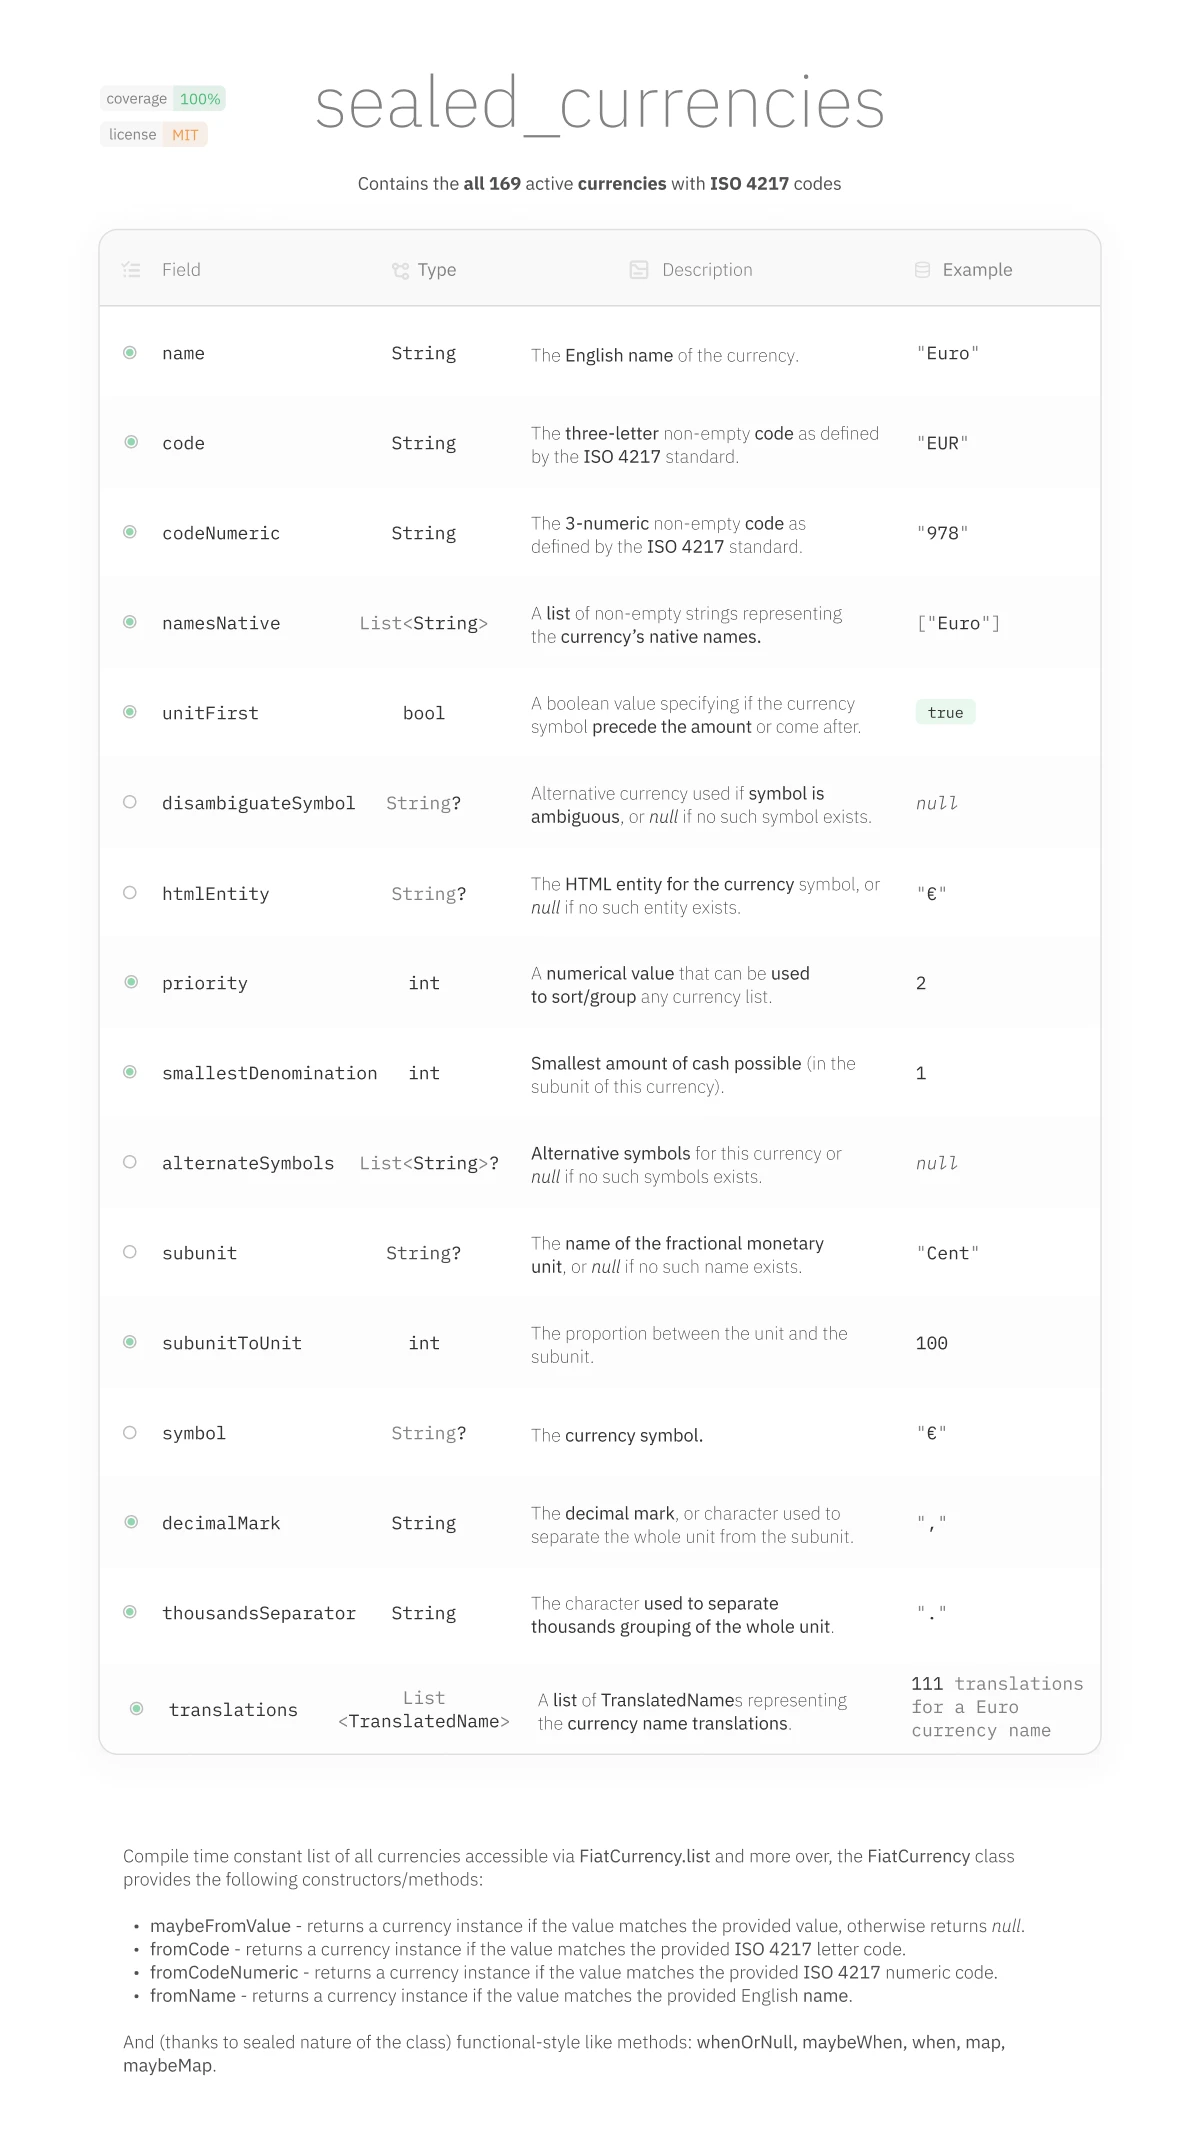 coverage 100%
license MIT
sealed_currencies
Contains the all 169 active currencies with ISO 4217 codes
Field Type Description Example
name String The English name of the currency. "Euro"
code String The three-letter non-empty code as defined
by the ISO 4217 standard. "EUR"
codeNumeric String The 3-numeric non-empty code as
defined by the ISO 4217 standard. "978"
namesNative List<String> A list of non-empty strings representing
the currency’s native names. ["Euro"]
unitFirst bool A boolean value specifying if the currency
symbol precede the amount or come after. true
disambiguateSymbol String? Alternative currency used if symbol is
ambiguous, or null if no such symbol exists. null
htmlEntity String? The HTML entity for the currency symbol, or
null if no such entity exists. "€"
priority int A numerical value that can be used
to sort/group any currency list. 2
smallestDenomination int Smallest amount of cash possible (in the
subunit of this currency). 1
alternateSymbols List<String>? Alternative symbols for this currency or
null if no such symbols exists. null
subunit String? The name of the fractional monetary
unit, or null if no such name exists. "Cent"
subunitToUnit int The proportion between the unit and the
subunit. 100
symbol String? The currency symbol. "€"
decimalMark String The decimal mark, or character used to
separate the whole unit from the subunit. ","
thousandsSeparator String The character used to separate
thousands grouping of the whole unit. "."
translations List
<TranslatedName> A list of TranslatedNames representing
the currency name translations. 111 translations
for a Euro
currency name
Compile time constant list of all currencies accessible via FiatCurrency.list and more over, the FiatCurrency class
provides the following constructors/methods:
• maybeFromValue - returns a currency instance if the value matches the provided value, otherwise returns null.
• fromCode - returns a currency instance if the value matches the provided ISO 4217 letter code.
• fromCodeNumeric - returns a currency instance if the value matches the provided ISO 4217 numeric code.
• fromName - returns a currency instance if the value matches the provided English name.
And (thanks to sealed nature of the class) functional-style like methods: whenOrNull, maybeWhen, when, map,
maybeMap.